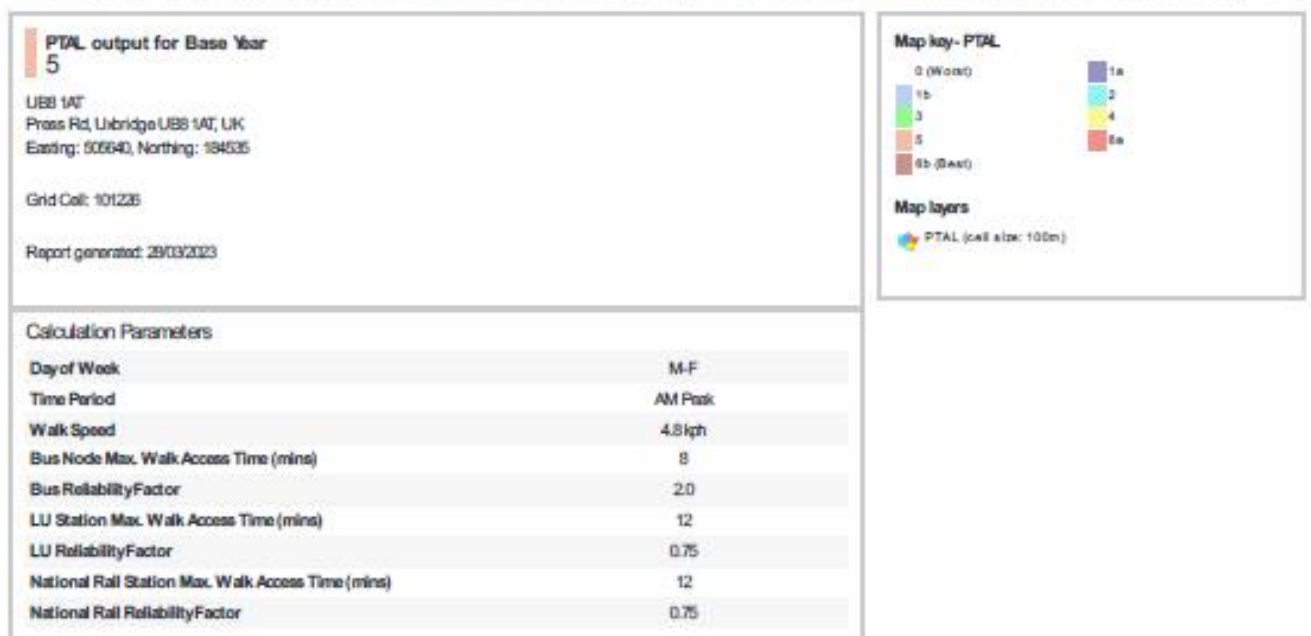 PTAL output for Base Year
5
UB8 1AT
Press Rd, Uxbridge UB8 1AT, UK
Easting: 505640, Northing: 184535
Grid Cell: 101226
Report generated: 29/03/2023
Calculation Parameters
Day of Week M-F
Time Period AM Peak
Walk Speed 4.8 kph
Bus Node Max. Walk Access Time (mins) 8
Bus Reliability Factor 2.0
LU Station Max. Walk Access Time (mins) 12
LU Reliability Factor 0.75
National Rail Station Max. Walk Access Time (mins) 12
National Rail Reliability Factor 0.75
Map key- PTAL
0 (Worst) 1a
1b 2
3 4
5 6a
6b (Best)
Map layers
PTAL (cell size: 100m)